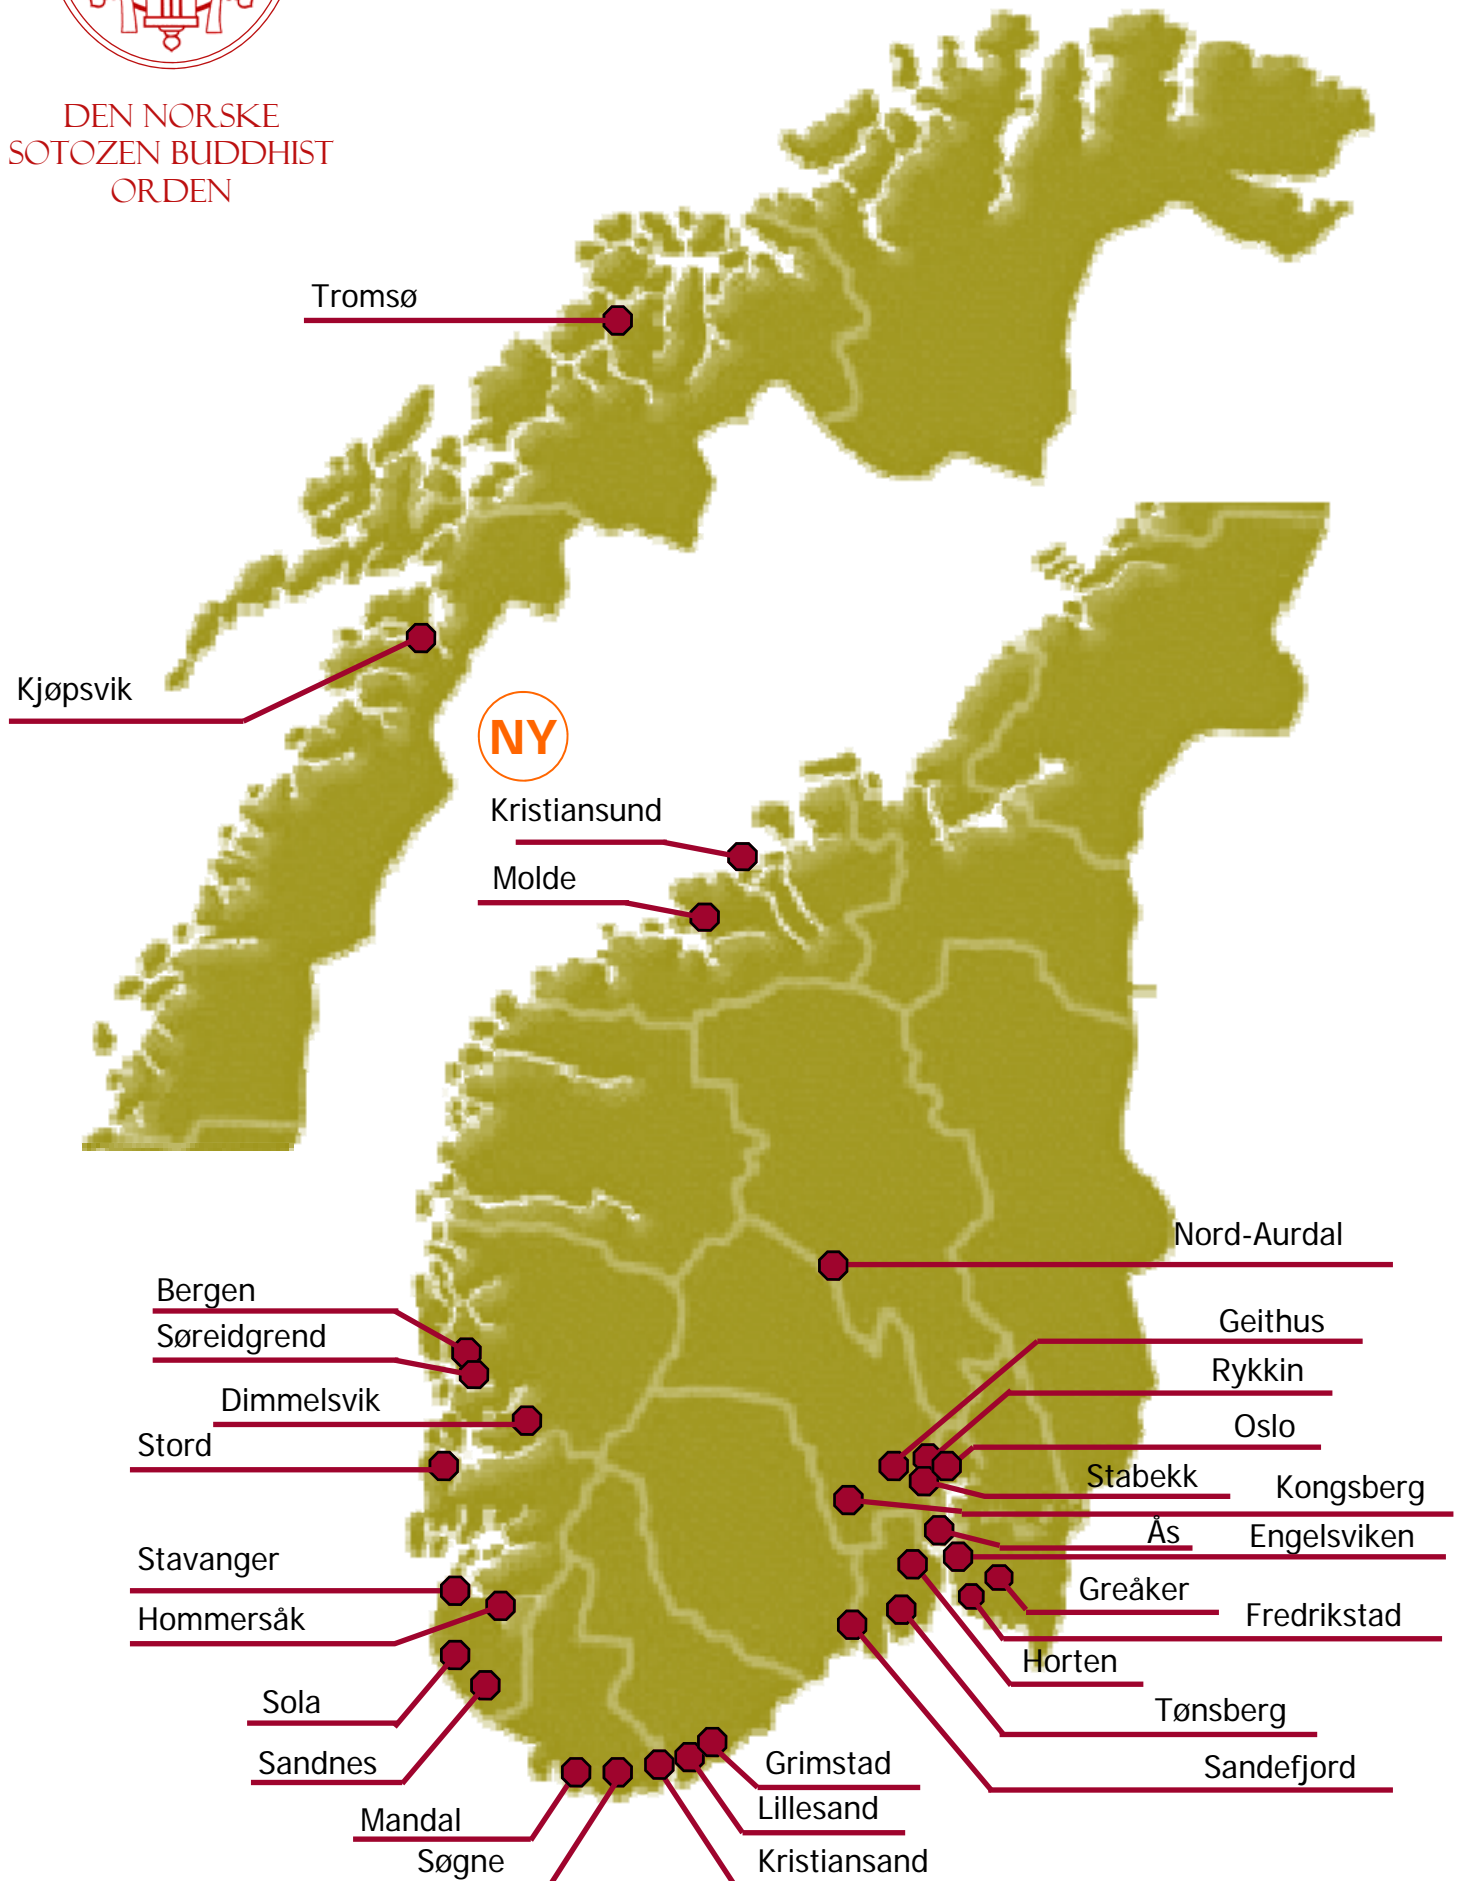 DEN NORSKE
SOTOZEN BUDDHIST
ORDEN
Tromsø
Kjøpsvik
NY
Kristiansund
Molde
Nord-Aurdal
Bergen
Geithus
Søreidgrend
Rykkin
Dimmelsvik
Oslo
Stord
Stabekk
Kongsberg
Ås
Engelsviken
Stavanger
Greåker
Hommersåk
Fredrikstad
Horten
Sola
Tønsberg
Sandnes
Grimstad
Sandefjord
Lillesand
Mandal
Søgne
Kristiansand